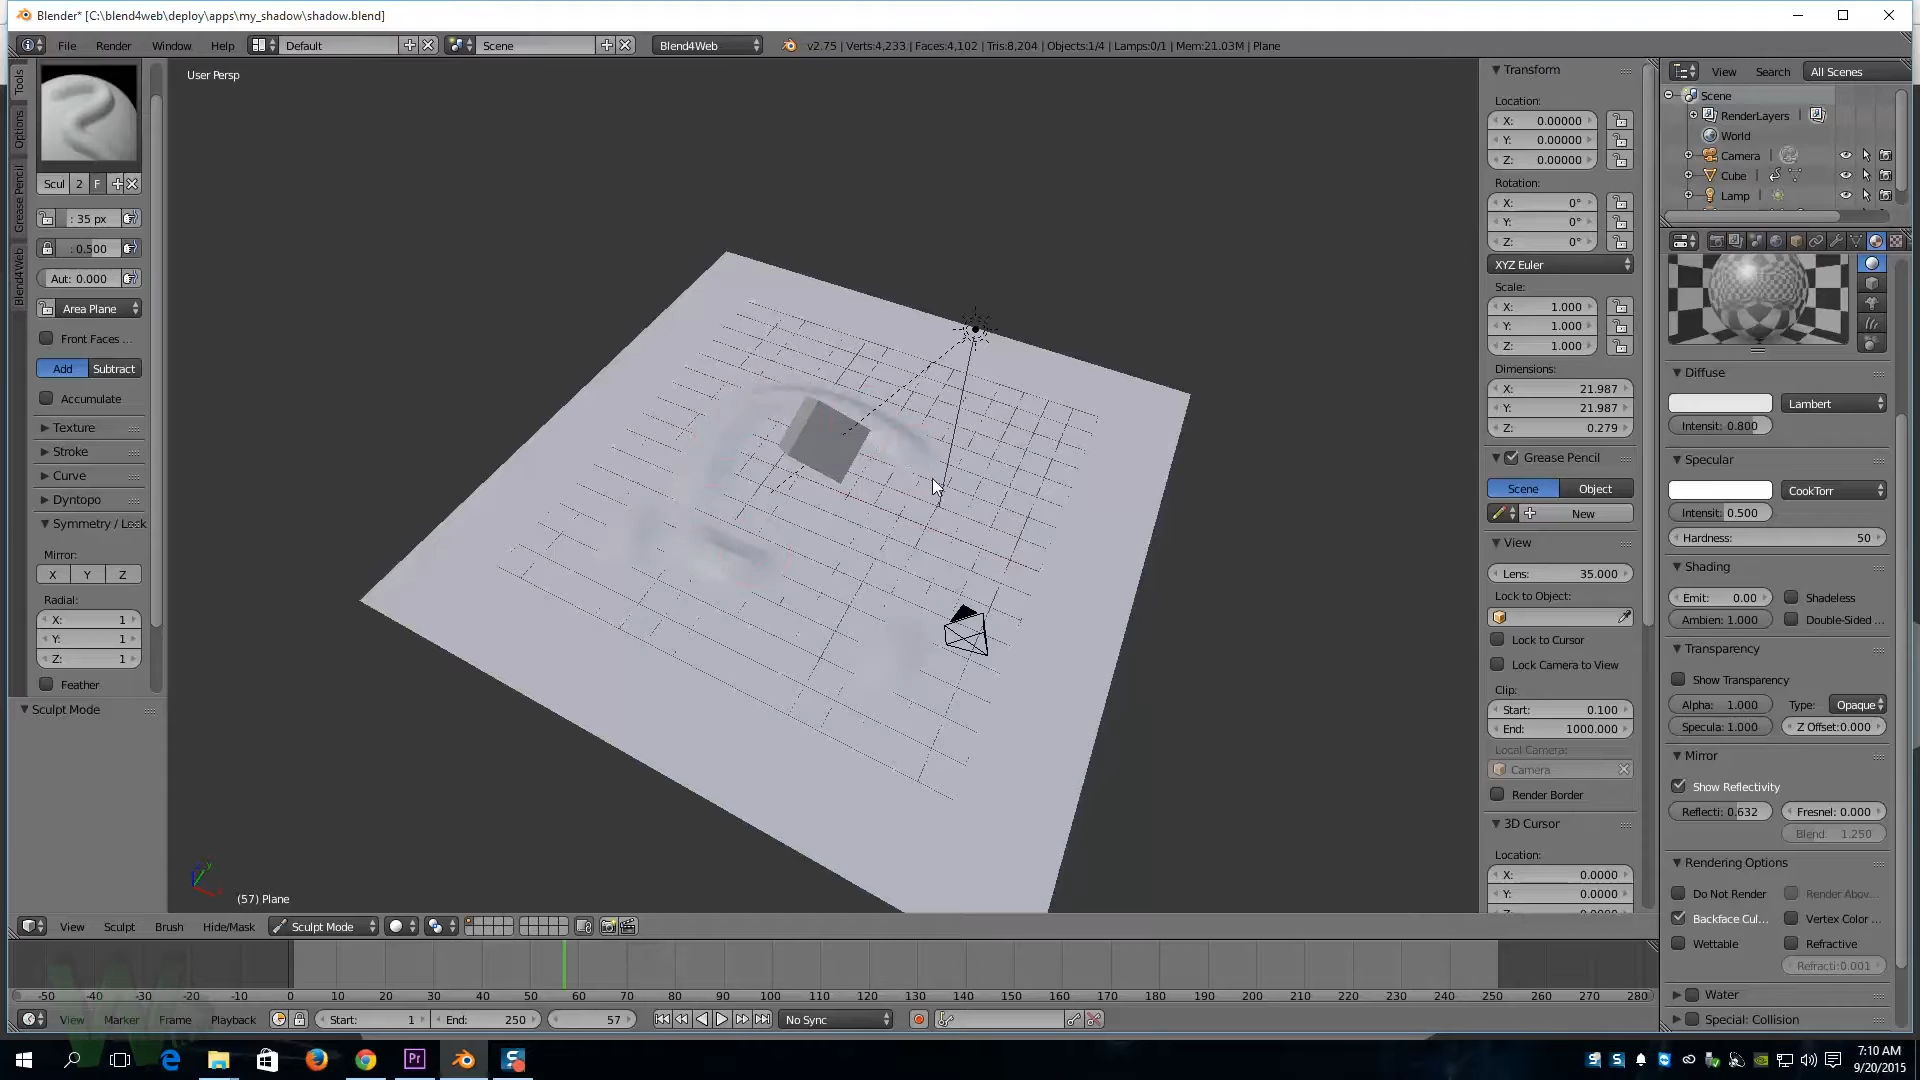 Blender* [C:\blend4web\deploy\apps\my_shadow\shadow.blend]
File Render Window Help Default Scene Blend4Web v2.75 | Verts:4,233 | Faces:4,102 | Tris:8,204 | Objects:1/4 | Lamps:0/1 | Mem:21.03M | Plane
Tools
Options
Grease Pencil
Blend4Web
Scul 2 F
: 35 px
: 0.500
Aut: 0.000
Area Plane
Front Faces ...
Add Subtract
Accumulate
Texture
Stroke
Curve
Dyntopo
Symmetry / Lock
Mirror:
X Y Z
Radial:
X: 1
Y: 1
Z: 1
Feather
Sculpt Mode
User Persp
(57) Plane
Transform
Location:
X: 0.00000
Y: 0.00000
Z: 0.00000
Rotation:
X: 0°
Y: 0°
Z: 0°
XYZ Euler
Scale:
X: 1.000
Y: 1.000
Z: 1.000
Dimensions:
X: 21.987
Y: 21.987
Z: 0.279
Grease Pencil
Scene Object
New
View
Lens: 35.000
Lock to Object:
Lock to Cursor
Lock Camera to View
Clip:
Start: 0.100
End: 1000.000
Local Camera:
Camera
Render Border
3D Cursor
Location:
X: 0.0000
Y: 0.0000
View Search All Scenes
Scene
RenderLayers
World
Camera
Cube
Lamp
Diffuse
Lambert
Intensit: 0.800
Specular
CookTorr
Intensit: 0.500
Hardness: 50
Shading
Emit: 0.00 Shadeless
Ambien: 1.000 Double-Sided ...
Transparency
Show Transparency
Alpha: 1.000 Type: Opaque
Specula: 1.000 Z Offset:0.000
Mirror
Show Reflectivity
Reflecti: 0.632 Fresnel: 0.000
Blend: 1.250
Rendering Options
Do Not Render Render Abov...
Backface Cul... Vertex Color ...
Wettable Refractive
Refracti:0.001
Water
Special: Collision
View Sculpt Brush Hide/Mask Sculpt Mode
-50 -40 -30 -20 -10 0 10 20 30 40 50 60 70 80 90 100 110 120 130 140 150 160 170 180 190 200 210 220 230 240 250 260 270 280
View Marker Frame Playback Start: 1 End: 250 57 No Sync
7:10 AM
9/20/2015